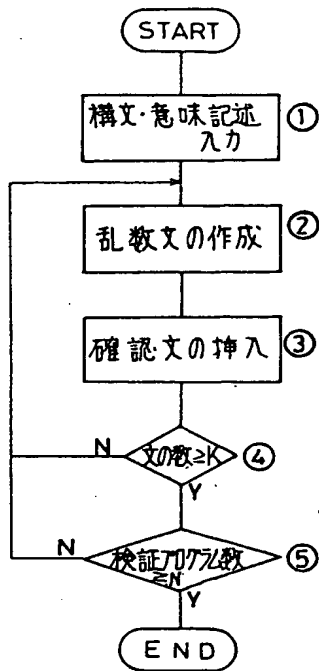 START
構文・意味記述
入力
①
乱数文の作成
②
確認文の挿入
③
N
文の数≥K
④
Y
N
検証プログラム数
≥N
⑤
Y
END